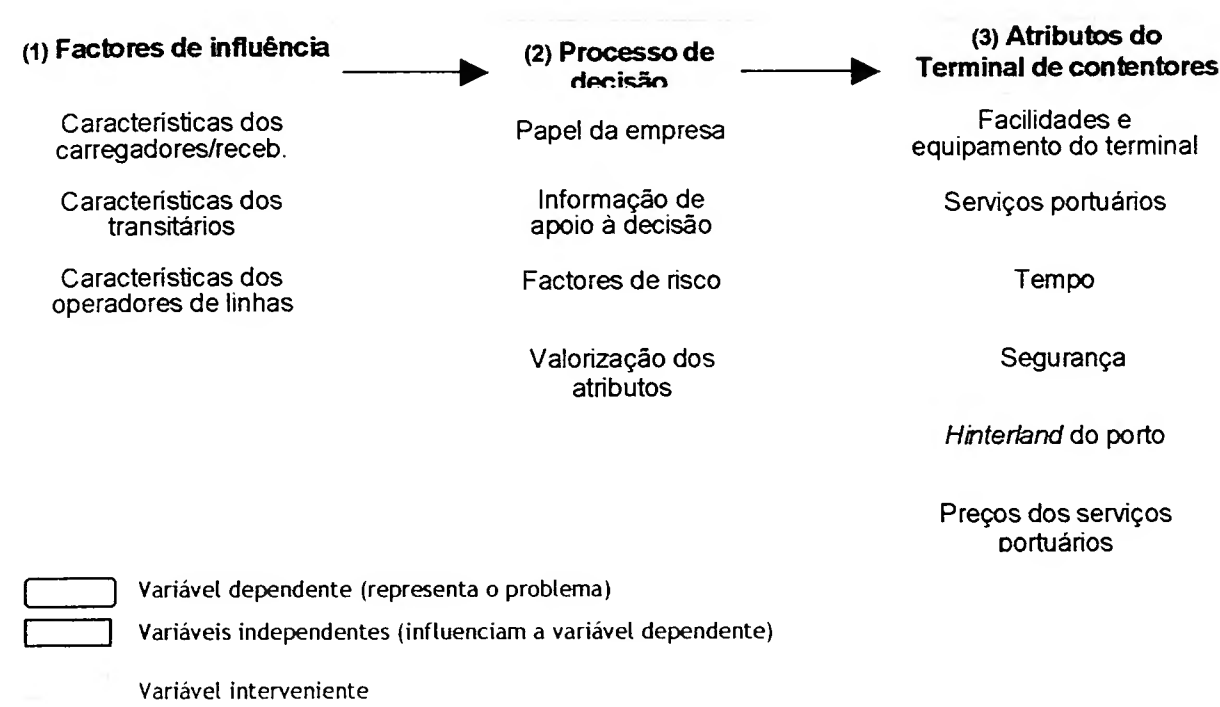 (1) Factores de influência
Características dos
carregadores/receb.
Características dos
transitários
Características dos
operadores de linhas
(2) Processo de
decisão
Papel da empresa
Informação de
apoio à decisão
Factores de risco
Valorização dos
atributos
(3) Atributos do
Terminal de contentores
Facilidades e
equipamento do terminal
Serviços portuários
Tempo
Segurança
Hinterland do porto
Preços dos serviços
portuários
Variável dependente (representa o problema)
Variáveis independentes (influenciam a variável dependente)
Variável interveniente